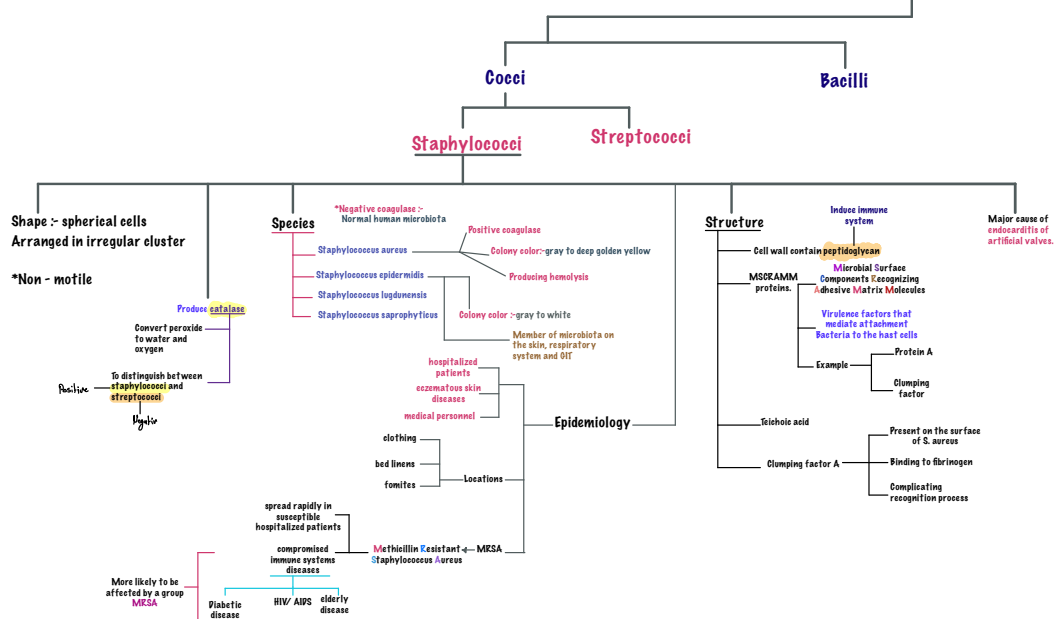 Cocci
Bacilli
Staphylococci
Streptococci
Shape :- spherical cells
Arranged in irregular cluster
*Non - motile
Produce catalase
Convert peroxide
to water and
oxygen
To distinguish between
staphylococci and
streptococci
Positive
Negative
Species
*Negative coagulase :-
Normal human microbiota
Staphylococcus aureus
Positive coagulase
Colony color:-gray to deep golden yellow
Producing hemolysis
Staphylococcus epidermidis
Staphylococcus lugdunensis
Staphylococcus saprophyticus
Colony color :-gray to white
Member of microbiota on
the skin, respiratory
system and GIT
Epidemiology
hospitalized
patients
eczematous skin
diseases
medical personnel
Locations
clothing
bed linens
fomites
MRSA
Methicillin Resistant
Staphylococcus Aureus
spread rapidly in
susceptible
hospitalized patients
compromised
immune systems
diseases
Diabetic
disease
HIV/ AIDS
elderly
disease
More likely to be
affected by a group
MRSA
Structure
Induce immune
system
Cell wall contain peptidoglycan
MSCRAMM
proteins.
Microbial Surface
Components Recognizing
Adhesive Matrix Molecules
Virulence factors that
mediate attachment
Bacteria to the hast cells
Example
Protein A
Clumping
factor
Teichoic acid
Clumping factor A
Present on the surface
of S. aureus
Binding to fibrinogen
Complicating
recognition process
Major cause of
endocarditis of
artificial valves.